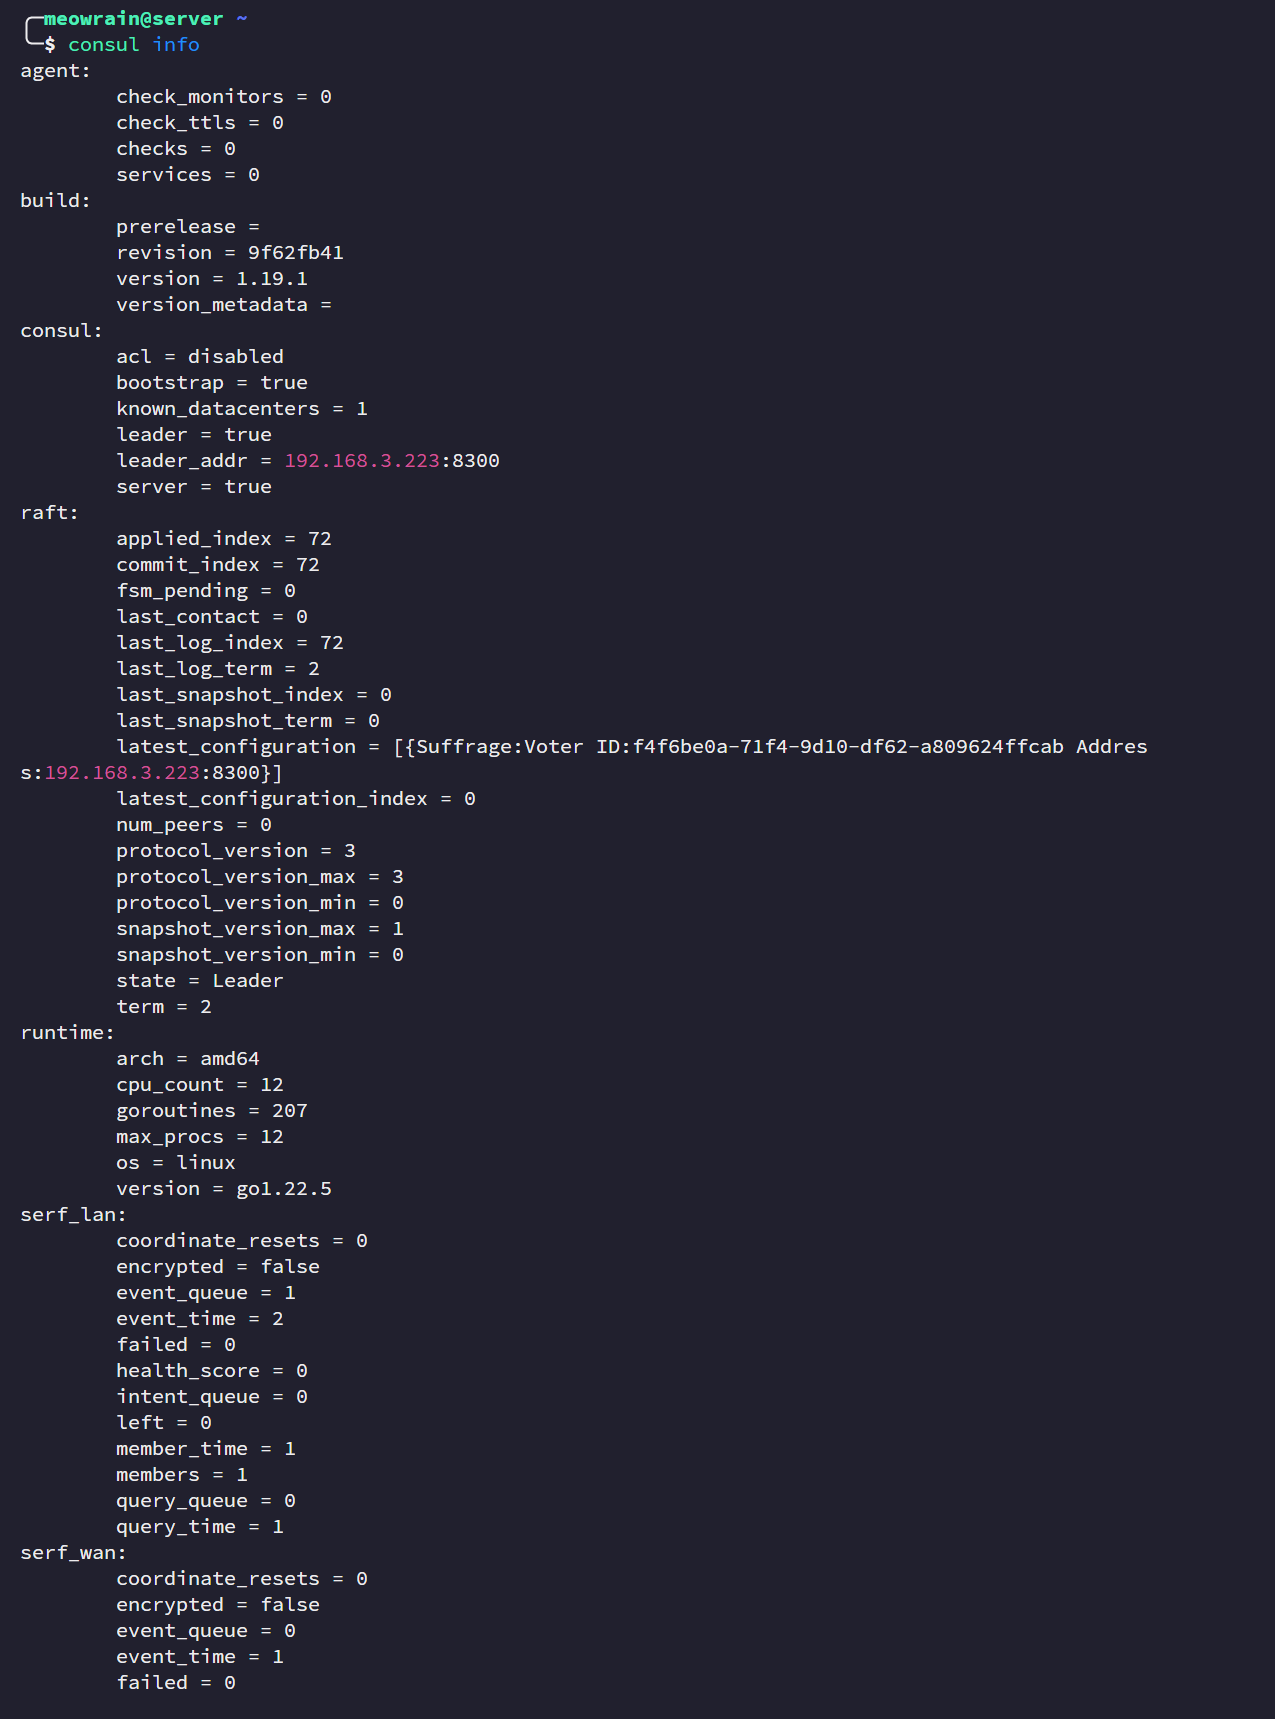 meowrain@server ~
$ consul info
agent:
check_monitors = 0
check_ttls = 0
checks = 0
services = 0
build:
prerelease =
revision = 9f62fb41
version = 1.19.1
version_metadata =
consul:
acl = disabled
bootstrap = true
known_datacenters = 1
leader = true
leader_addr = 192.168.3.223:8300
server = true
raft:
applied_index = 72
commit_index = 72
fsm_pending = 0
last_contact = 0
last_log_index = 72
last_log_term = 2
last_snapshot_index = 0
last_snapshot_term = 0
latest_configuration = [{Suffrage:Voter ID:f4f6be0a-71f4-9d10-df62-a809624ffcab Addres
s:192.168.3.223:8300}]
latest_configuration_index = 0
num_peers = 0
protocol_version = 3
protocol_version_max = 3
protocol_version_min = 0
snapshot_version_max = 1
snapshot_version_min = 0
state = Leader
term = 2
runtime:
arch = amd64
cpu_count = 12
goroutines = 207
max_procs = 12
os = linux
version = go1.22.5
serf_lan:
coordinate_resets = 0
encrypted = false
event_queue = 1
event_time = 2
failed = 0
health_score = 0
intent_queue = 0
left = 0
member_time = 1
members = 1
query_queue = 0
query_time = 1
serf_wan:
coordinate_resets = 0
encrypted = false
event_queue = 0
event_time = 1
failed = 0